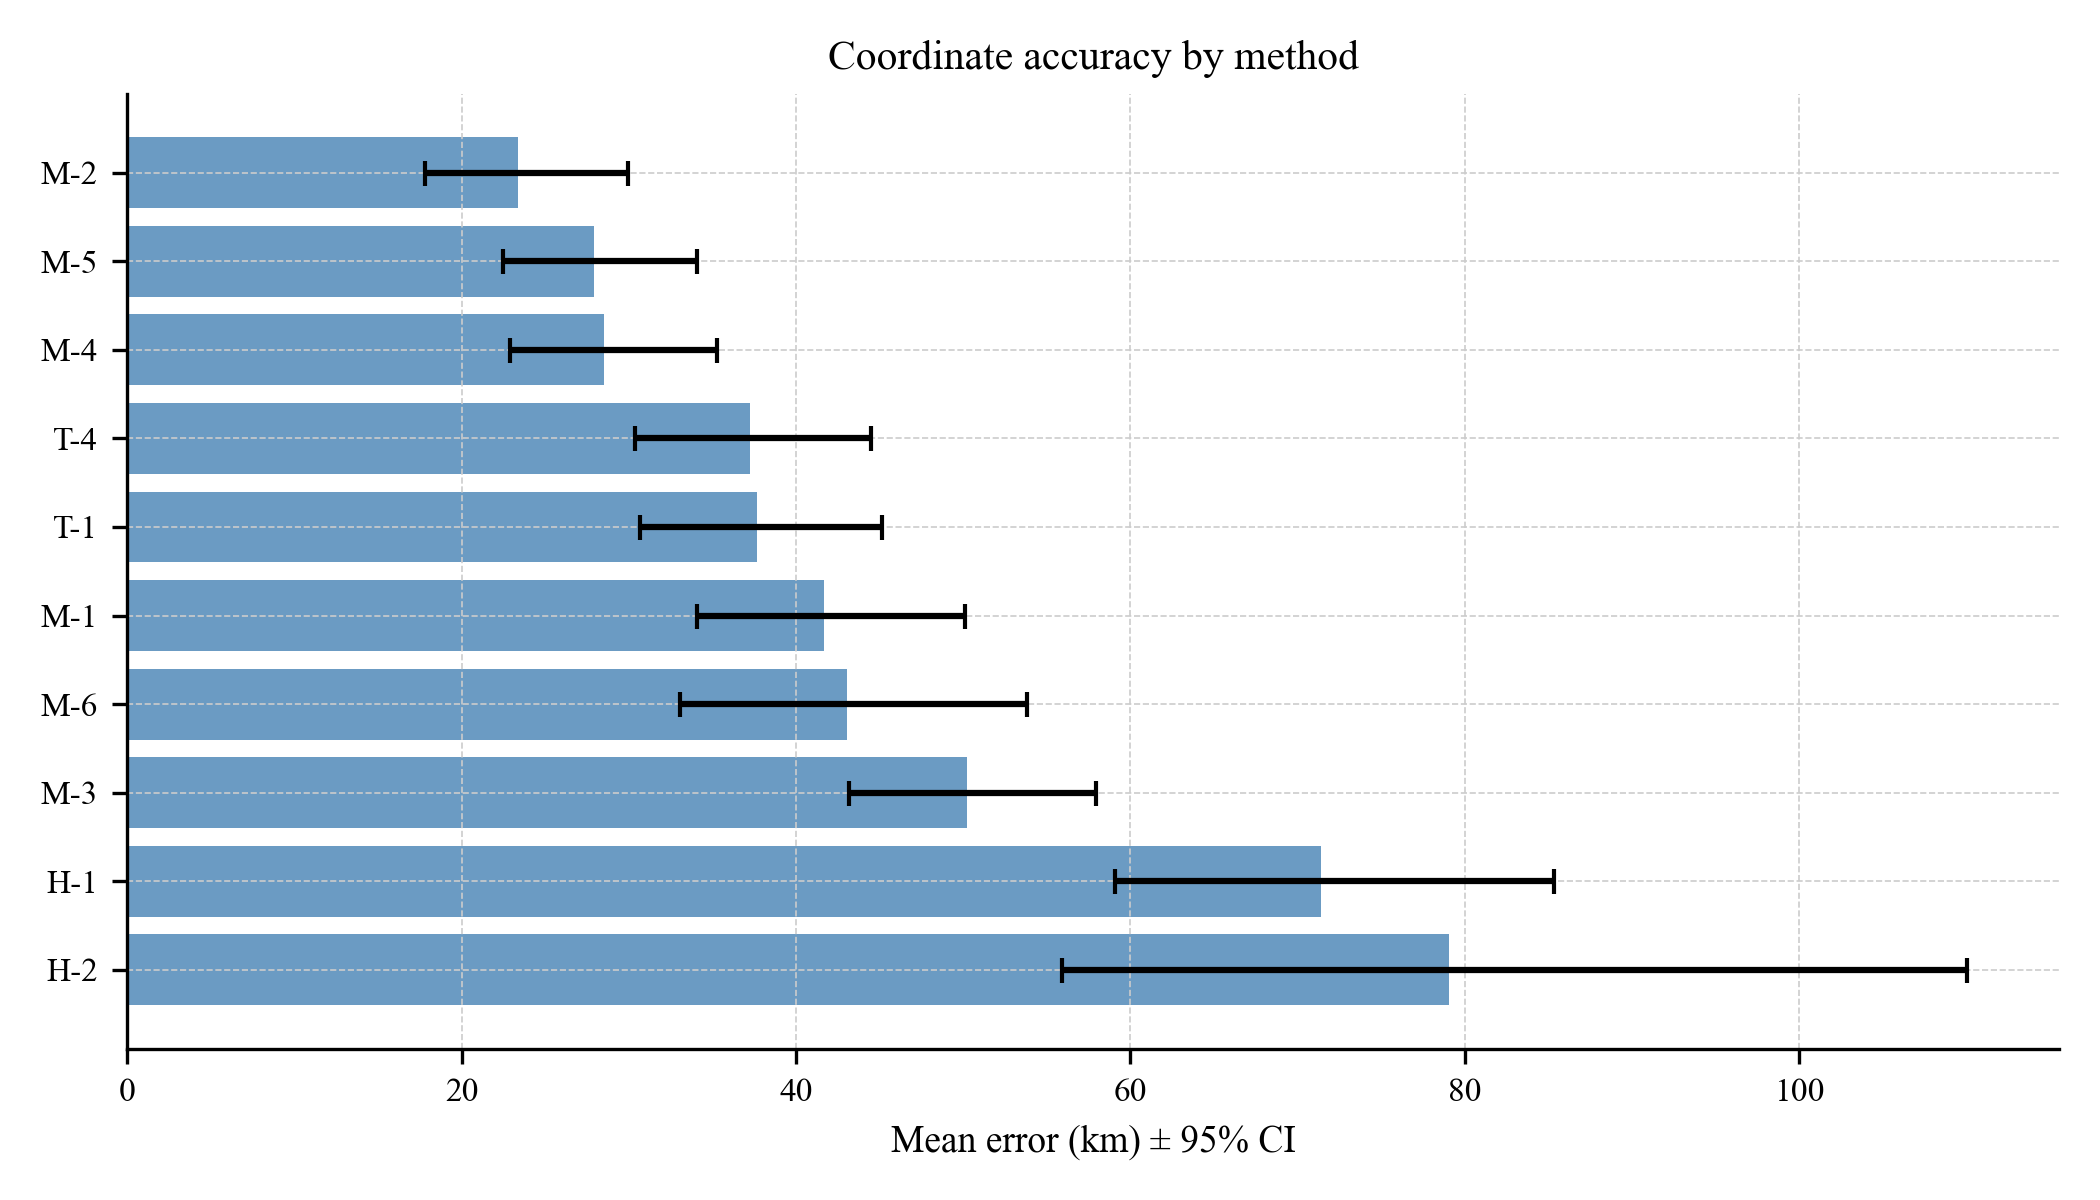 Coordinate accuracy by method
M-2
M-5
M-4
T-4
T-1
M-1
M-6
M-3
H-1
H-2
0 20 40 60 80 100
Mean error (km) ± 95% CI